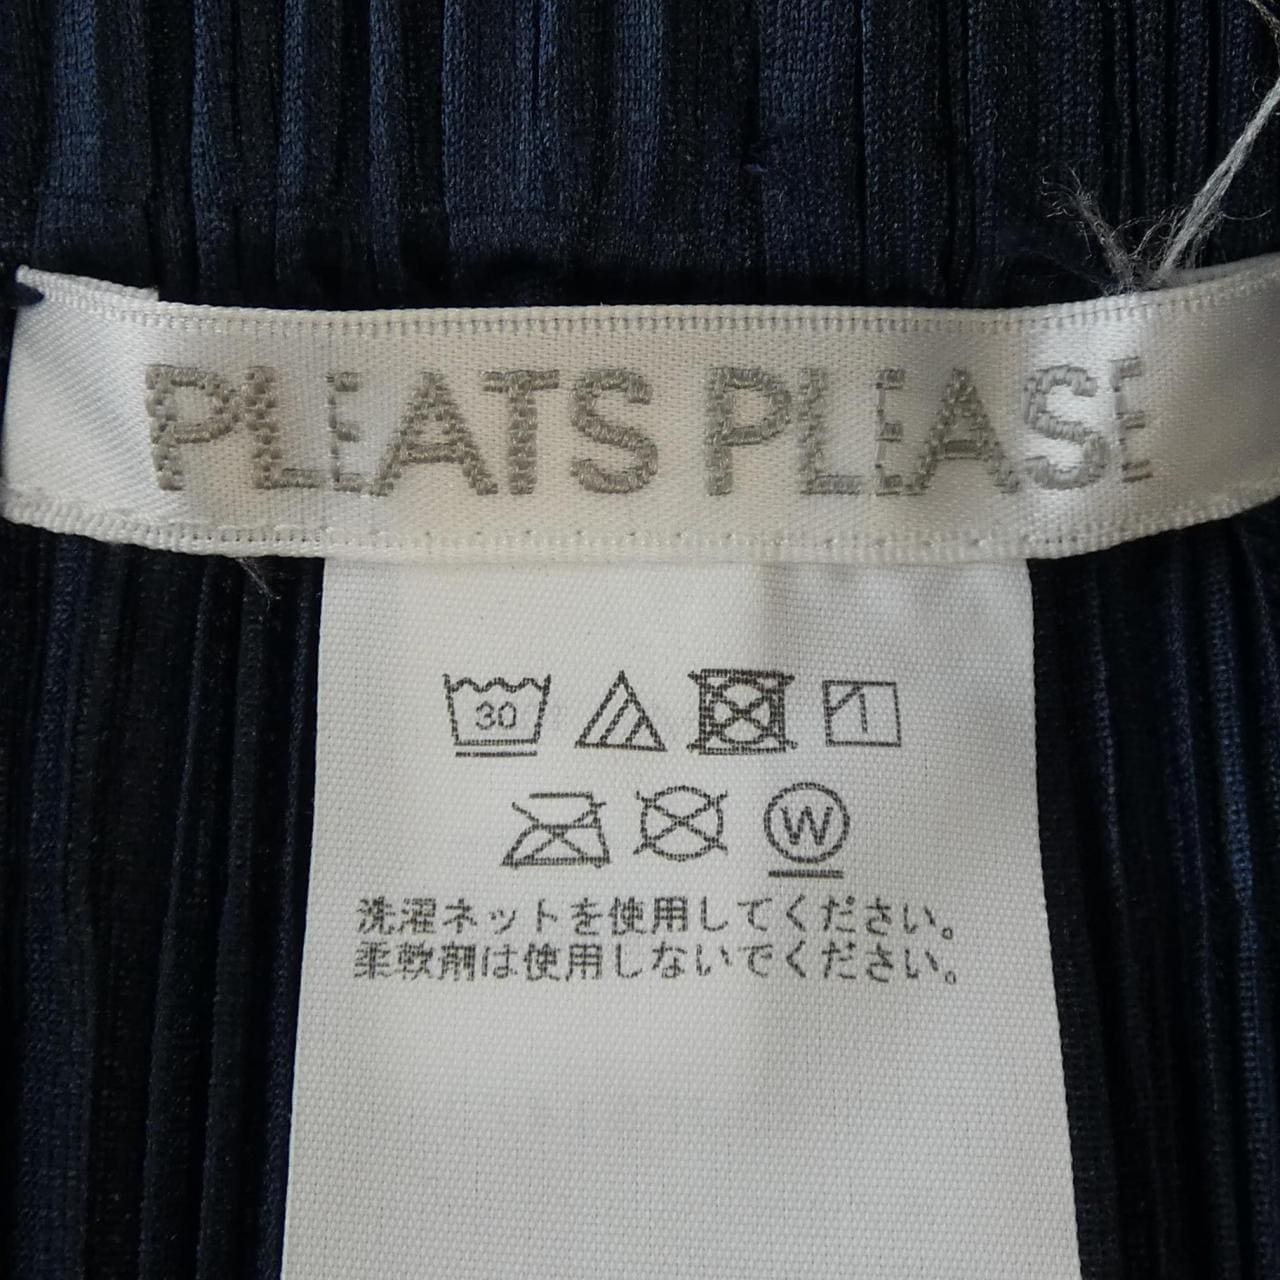 PLEATS PLEASE
30
1
W
洗濯ネットを使用してください。
柔軟剤は使用しないでください。